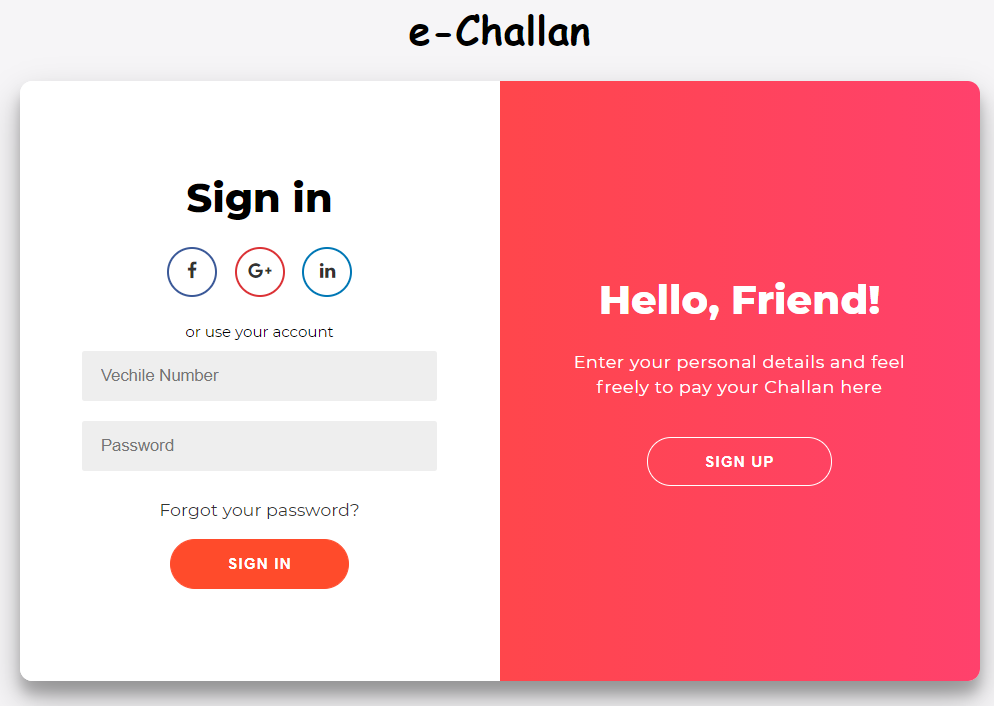 e-Challan
Sign in
f G+ in
or use your account
Vechile Number
Password
Forgot your password?
SIGN IN
Hello, Friend!
Enter your personal details and feel
freely to pay your Challan here
SIGN UP